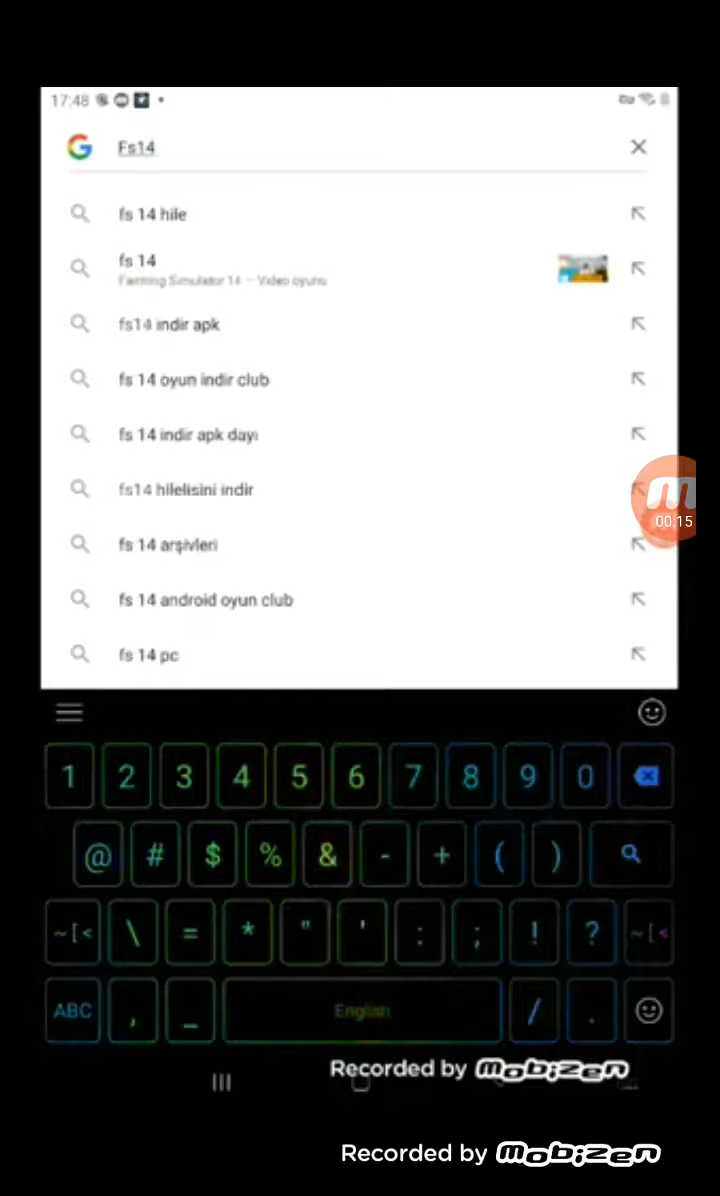 17:48
Fs14
fs 14 hile
fs 14
Farming Simulator 14 — Video oyunu
fs14 indir apk
fs 14 oyun indir club
fs 14 indir apk dayı
fs14 hilelisini indir
fs 14 arşivleri
fs 14 android oyun club
fs 14 pc
00:15
1 2 3 4 5 6 7 8 9 0
@ # $ % & - + ( )
~[< \ = * " ' : ; ! ? ~[<
ABC , _ English / .
Recorded by mobizen
Recorded by mobizen